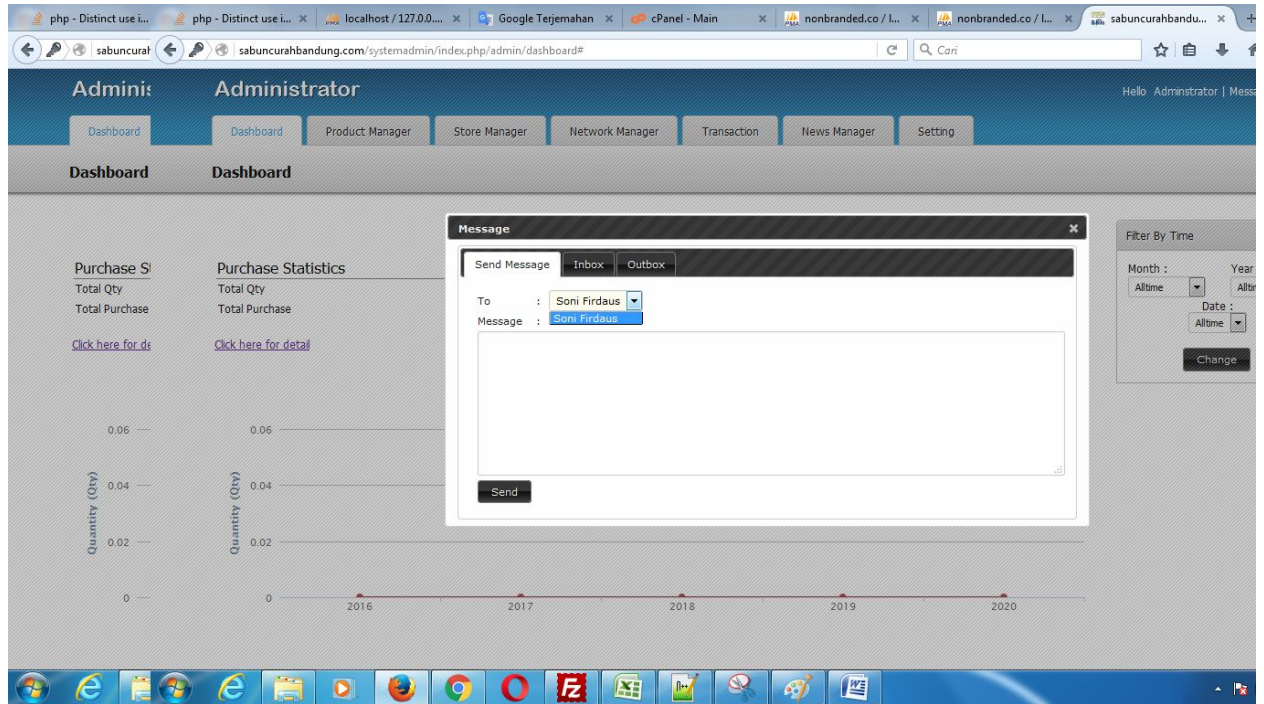 php - Distinct use i...
php - Distinct use i...
localhost / 127.0.0....
Google Terjemahan
cPanel - Main
nonbranded.co / l...
nonbranded.co / l...
sabuncurahbandu...
sabuncurah
sabuncurahbandung.com/systemadmin/index.php/admin/dashboard#
Cari
Adminis
Administrator
Hello Adminstrator | Messa
Dashboard
Dashboard
Product Manager
Store Manager
Network Manager
Transaction
News Manager
Setting
Dashboard
Dashboard
Message
Send Message
Inbox
Outbox
To : Soni Firdaus
Soni Firdaus
Message :
Send
Filter By Time
Month :
Year
Alltime
Alltim
Date :
Alltime
Change
Purchase St
Total Qty
Total Purchase
Click here for de
Purchase Statistics
Total Qty
Total Purchase
Click here for detail
Quantity (Qty)
0.06
0.04
0.02
0
Quantity (Qty)
0.06
0.04
0.02
0
2016
2017
2018
2019
2020